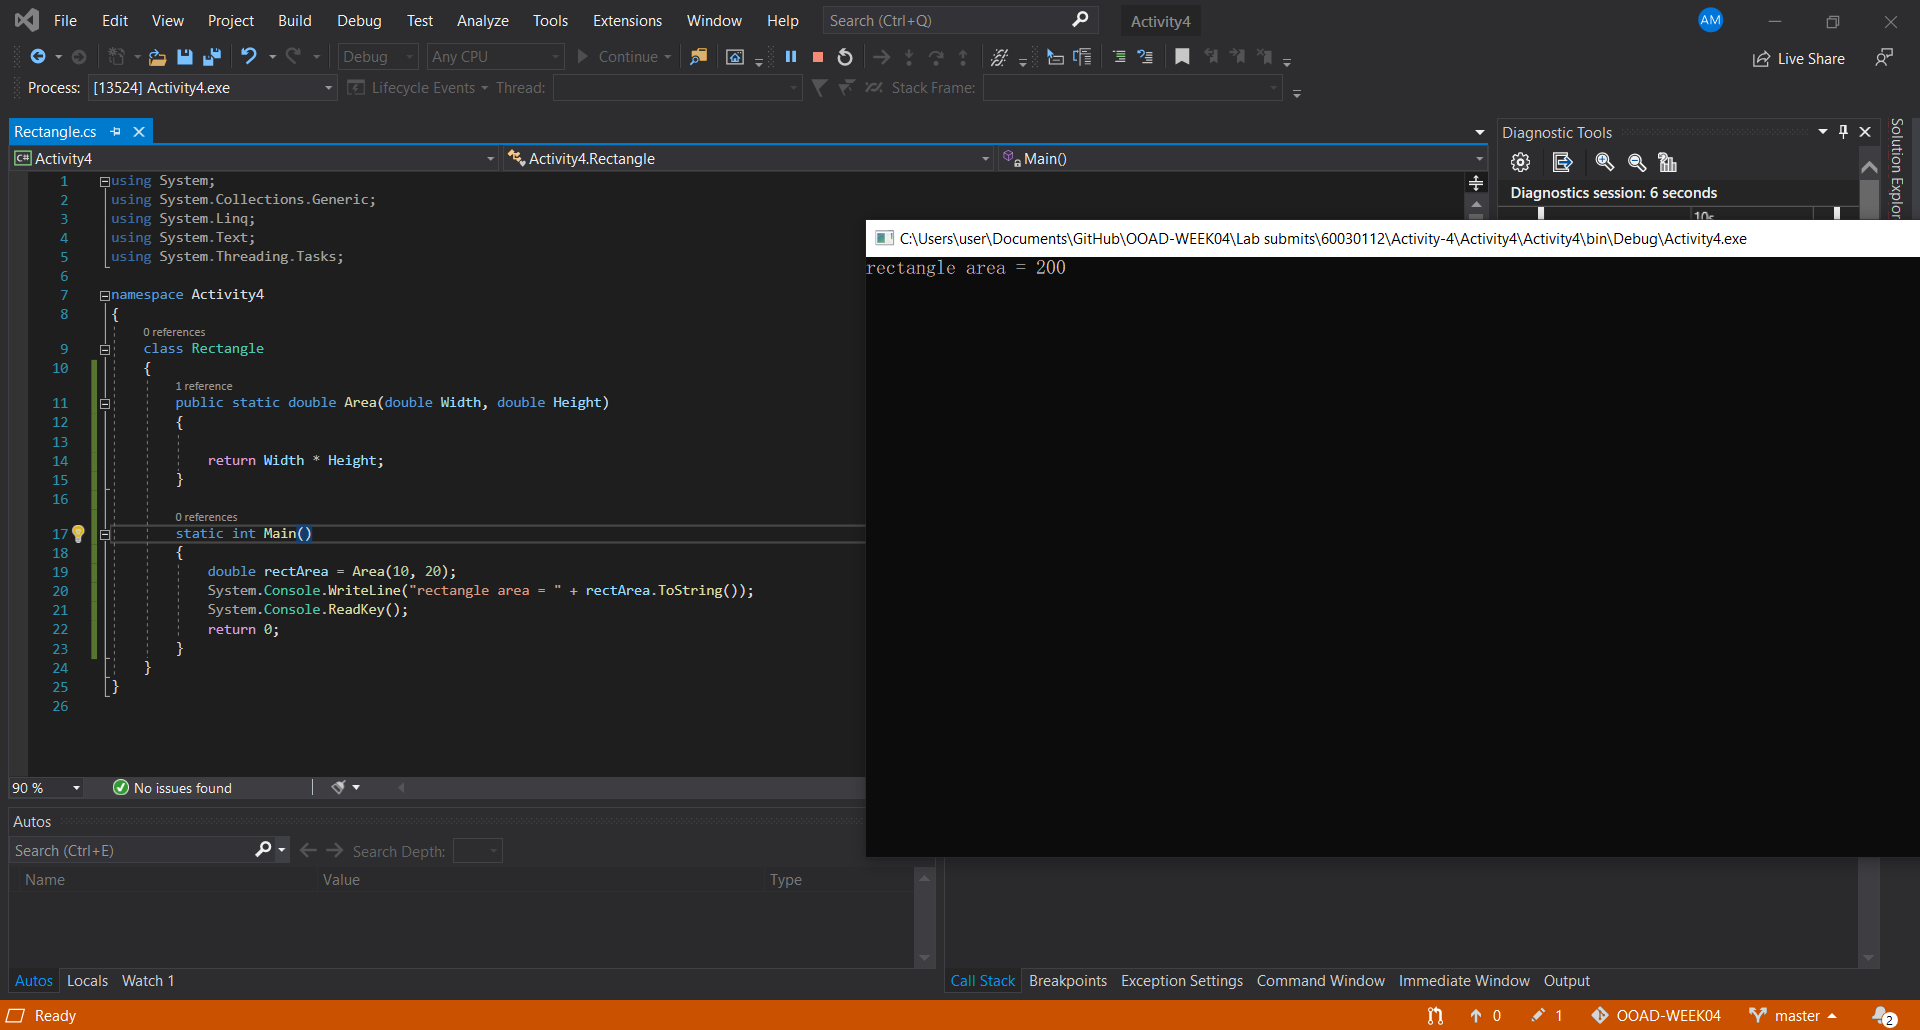 File Edit View Project Build Debug Test Analyze Tools Extensions Window Help Search (Ctrl+Q) Activity4 AM
Debug Any CPU Continue Live Share
Process: [13524] Activity4.exe Lifecycle Events Thread: Stack Frame:
Rectangle.cs
C# Activity4 Activity4.Rectangle Main()
1 using System;
2 using System.Collections.Generic;
3 using System.Linq;
4 using System.Text;
5 using System.Threading.Tasks;
6
7 namespace Activity4
8 {
0 references
9 class Rectangle
10 {
1 reference
11 public static double Area(double Width, double Height)
12 {
13
14 return Width * Height;
15 }
16
0 references
17 static int Main()
18 {
19 double rectArea = Area(10, 20);
20 System.Console.WriteLine("rectangle area = " + rectArea.ToString());
21 System.Console.ReadKey();
22 return 0;
23 }
24 }
25 }
26
90 % No issues found
Diagnostic Tools
Diagnostics session: 6 seconds
10s
Solution Explor
C:\Users\user\Documents\GitHub\OOAD-WEEK04\Lab submits\60030112\Activity-4\Activity4\Activity4\bin\Debug\Activity4.exe
rectangle area = 200
Autos
Search (Ctrl+E) Search Depth:
Name Value Type
Autos Locals Watch 1
Call Stack Breakpoints Exception Settings Command Window Immediate Window Output
Ready 0 1 OOAD-WEEK04 master 2